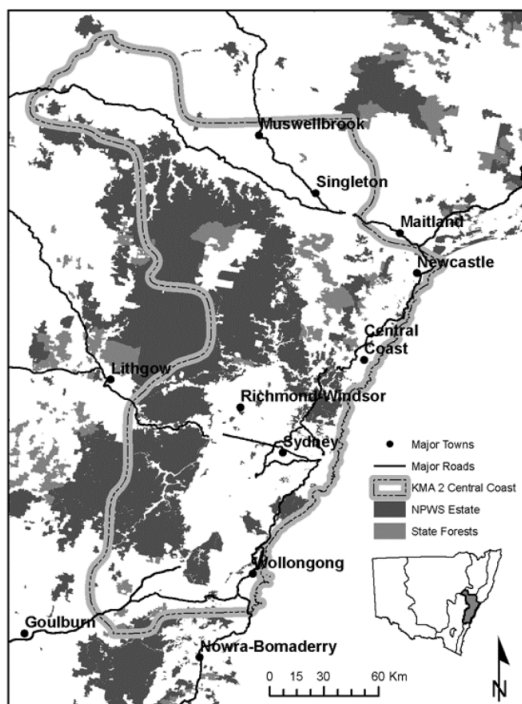 Muswellbrook
Singleton
Maitland
Newcastle
Central
Coast
Lithgow
Richmond-Windsor
Sydney
Major Towns
Major Roads
KMA 2 Central Coast
NPWS Estate
State Forests
Wollongong
Goulburn
Nowra-Bomaderry
0 15 30 60 Km
N